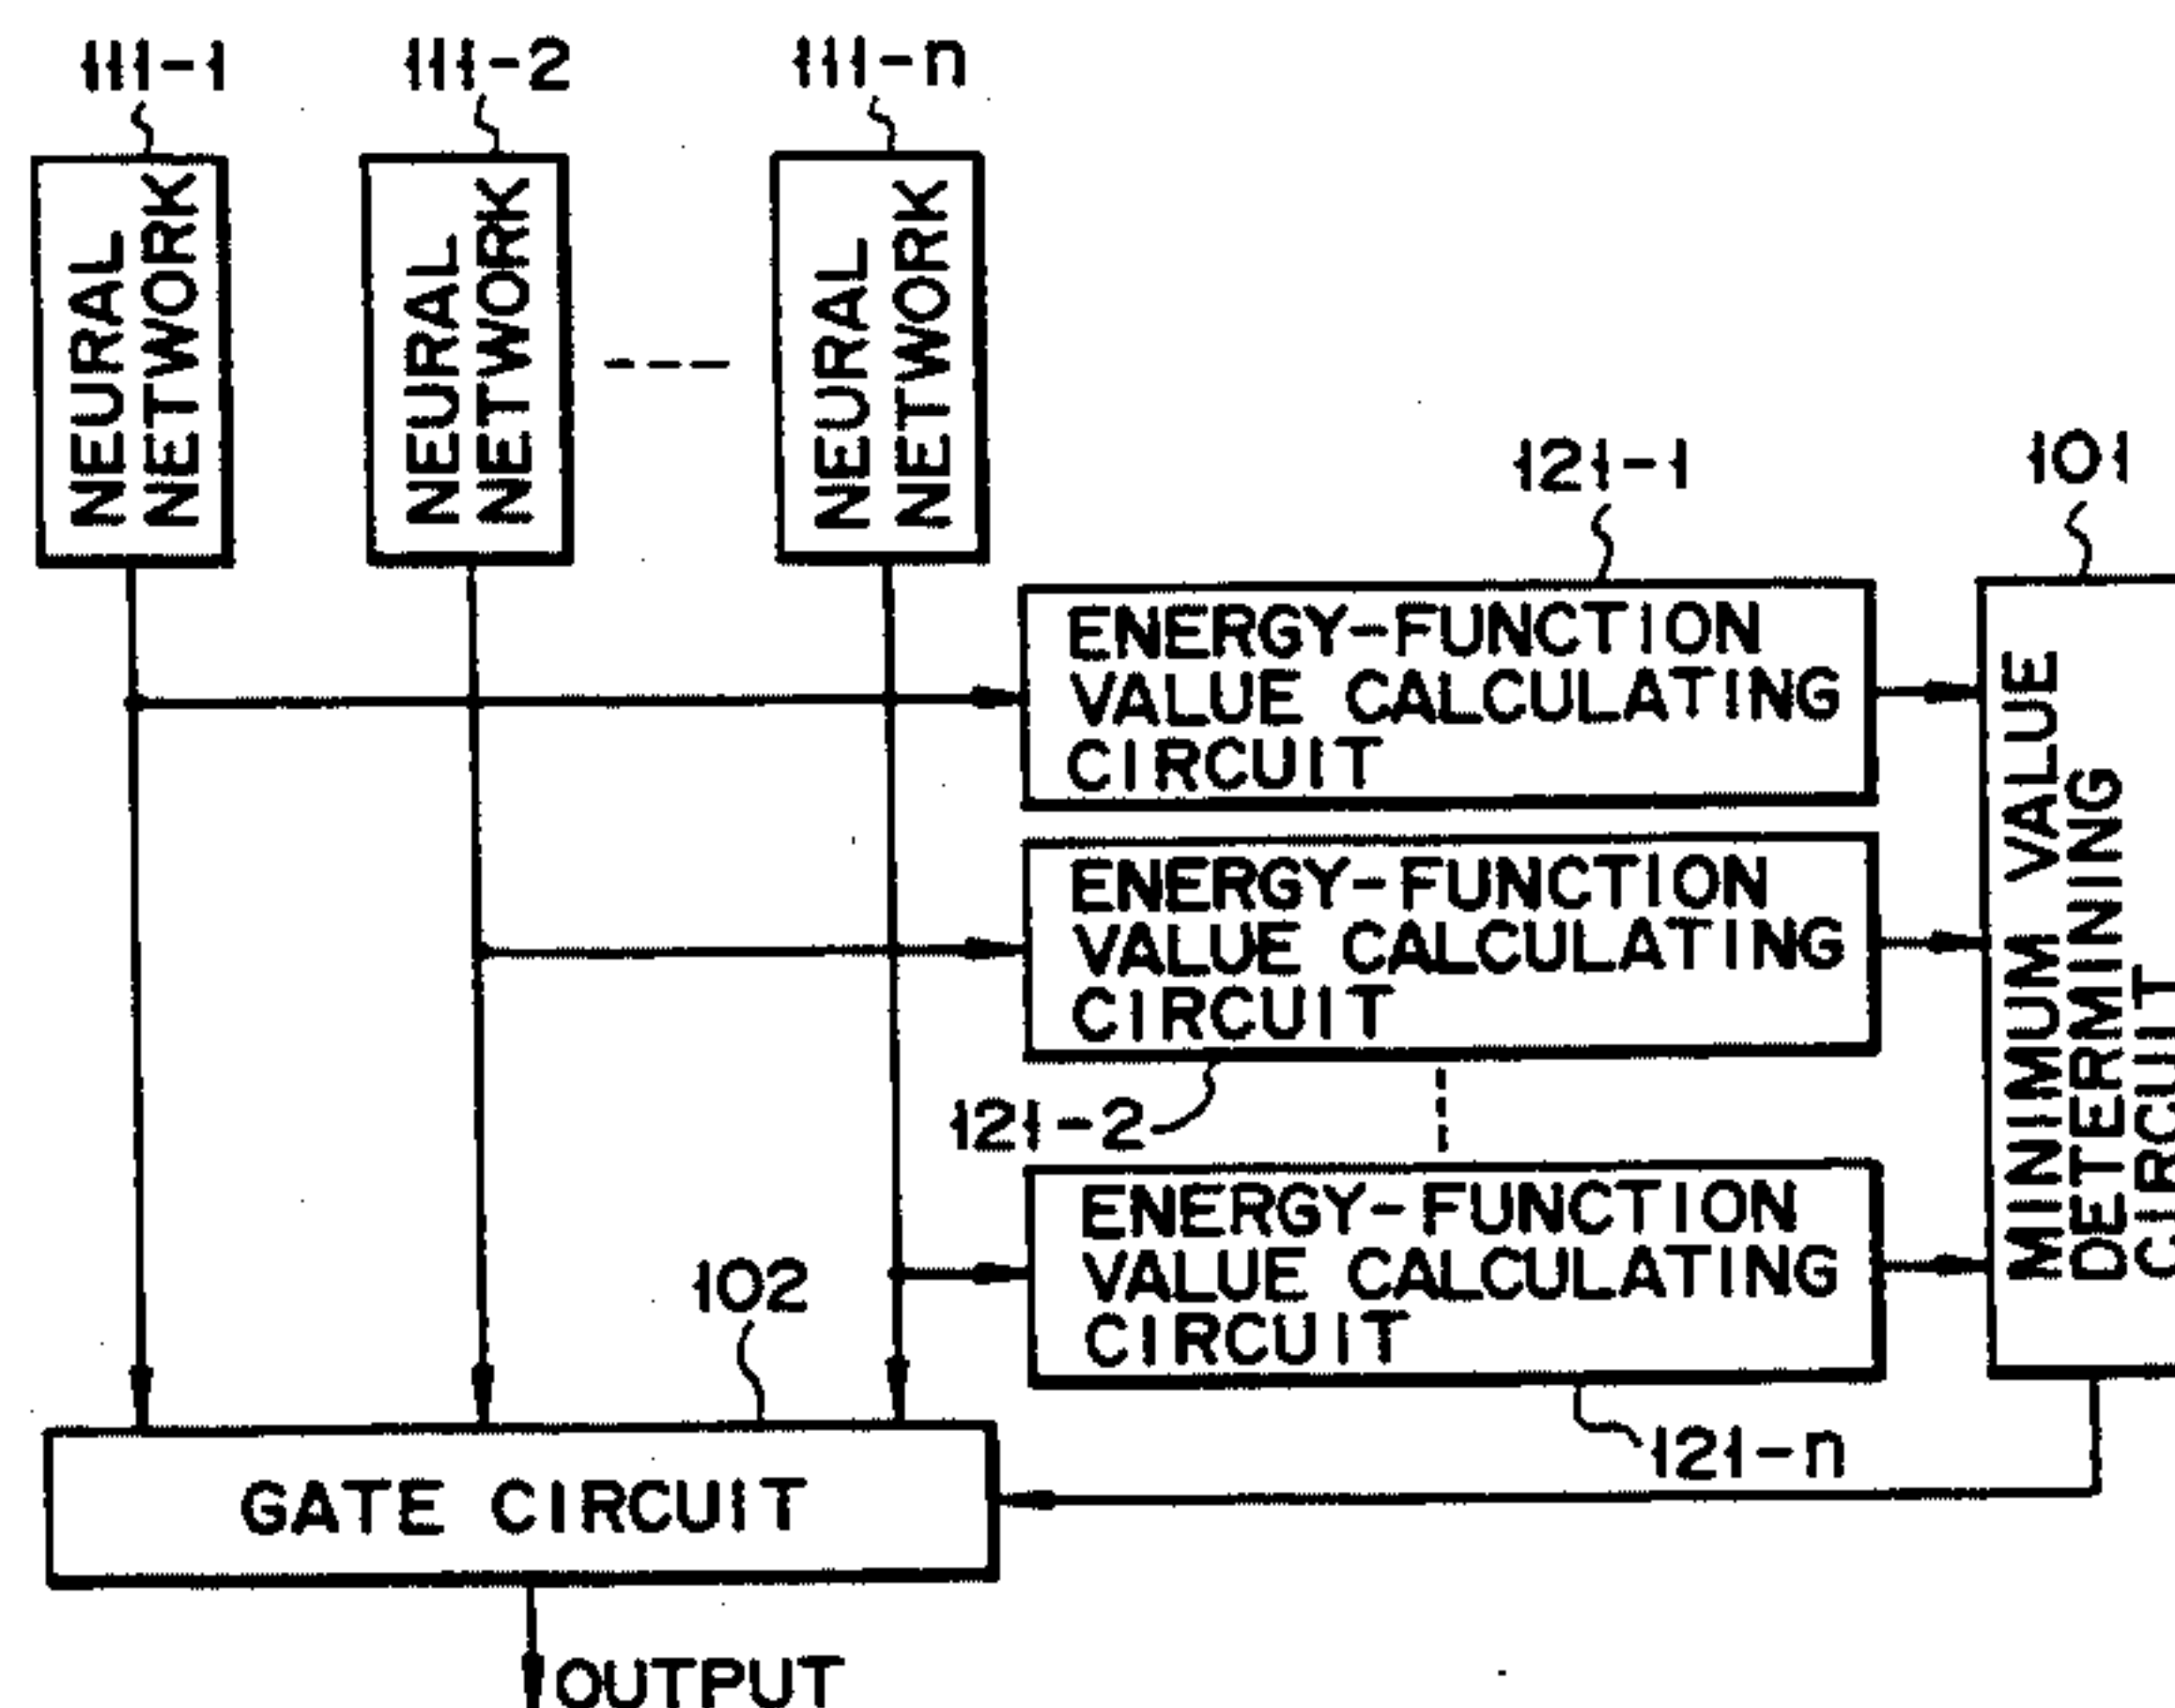 111-1
111-2
111-n
NEURAL
NETWORK
NEURAL
NETWORK
NEURAL
NETWORK
121-1
101
ENERGY-FUNCTION
VALUE CALCULATING
CIRCUIT
MINIMUM VALUE
DETERMINING
CIRCUIT
ENERGY-FUNCTION
VALUE CALCULATING
CIRCUIT
121-2
ENERGY-FUNCTION
VALUE CALCULATING
CIRCUIT
102
121-n
GATE CIRCUIT
OUTPUT